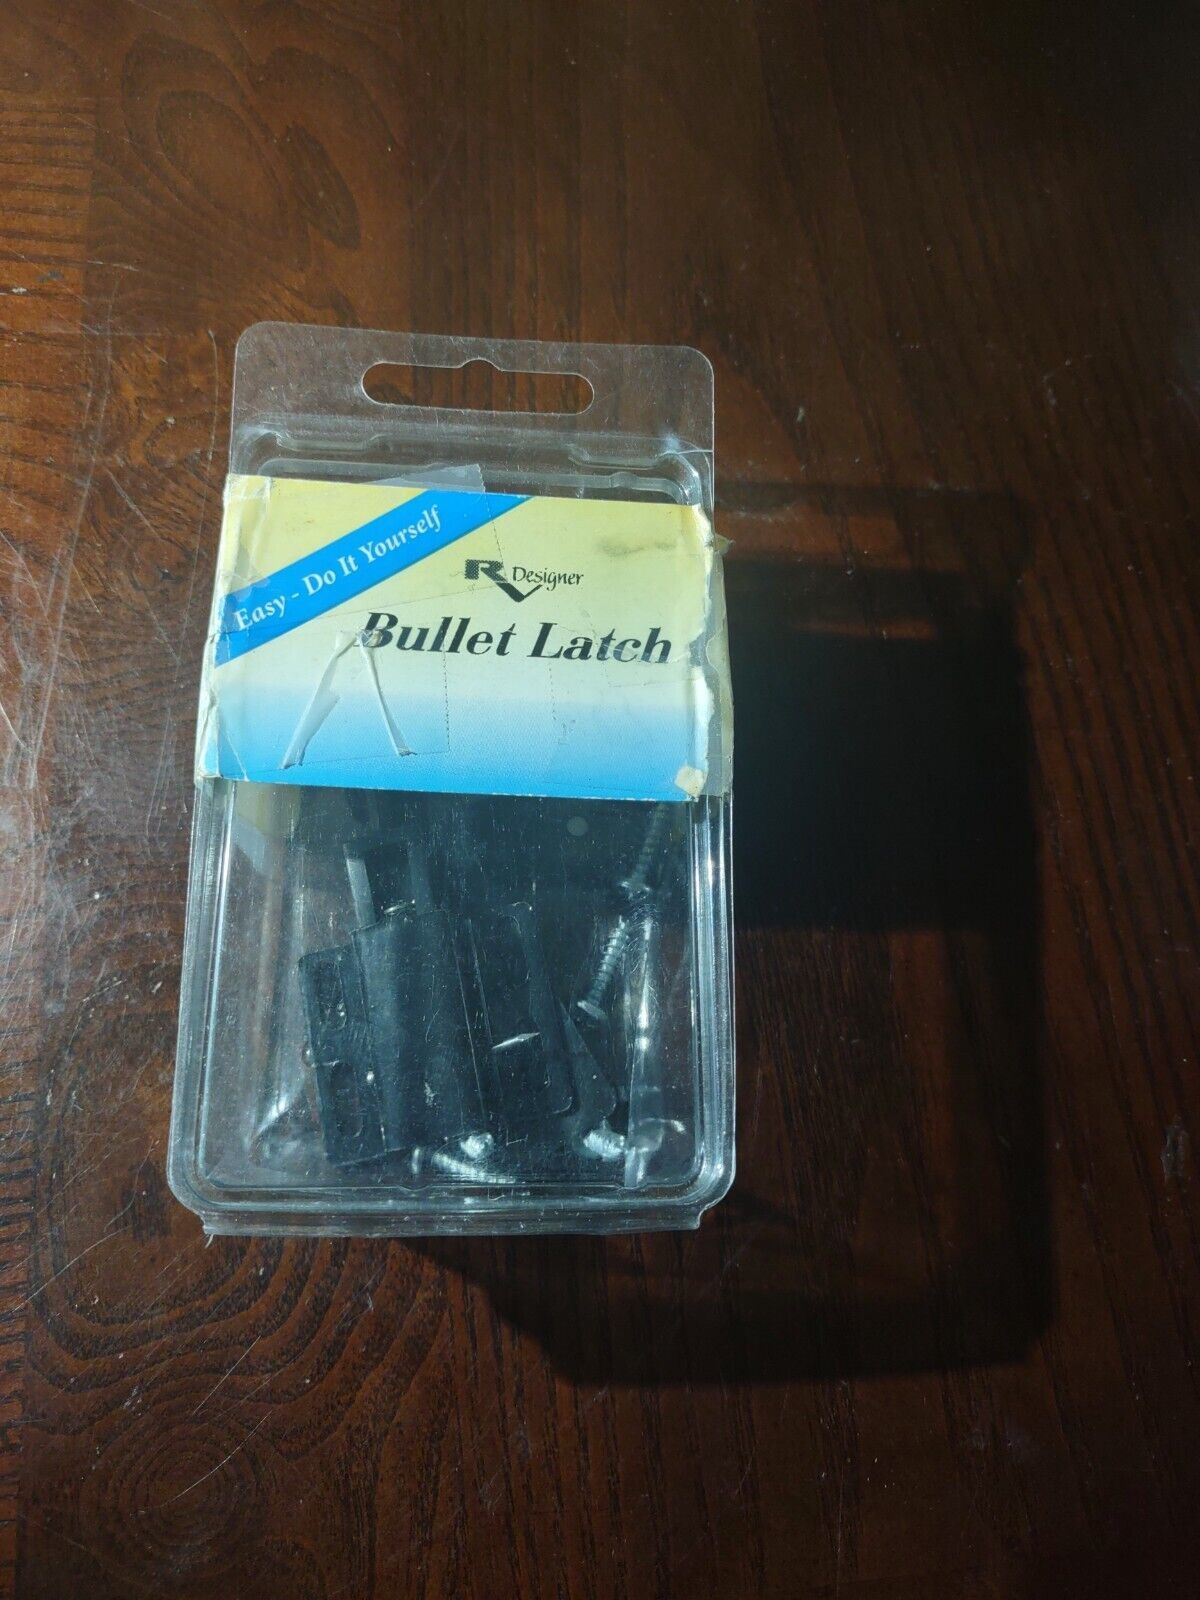 Easy - Do It Yourself
RV Designer
Bullet Latch